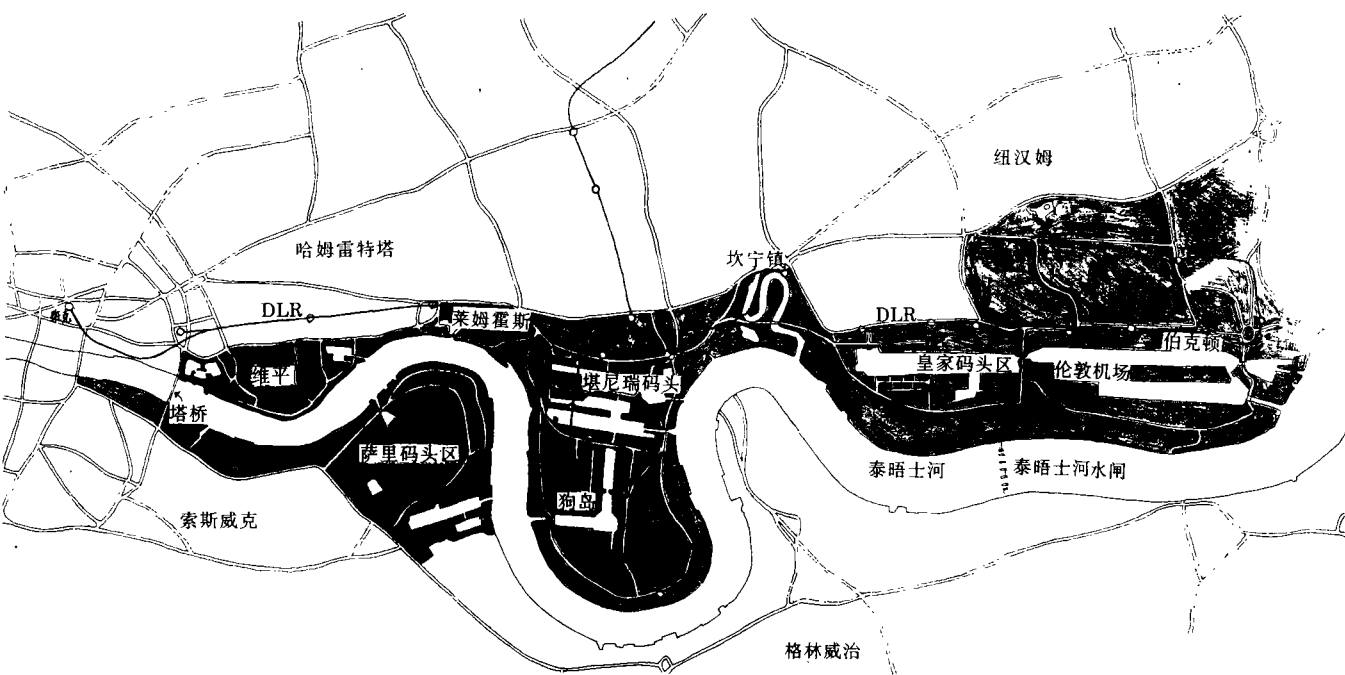 纽汉姆
哈姆雷特塔
坎宁镇
DLR
莱姆霍斯
DLR
伯克顿
皇家码头区
伦敦机场
维平
堪尼瑞码头
塔桥
萨里码头区
泰晤士河
泰晤士河水闸
狗岛
索斯威克
格林威治